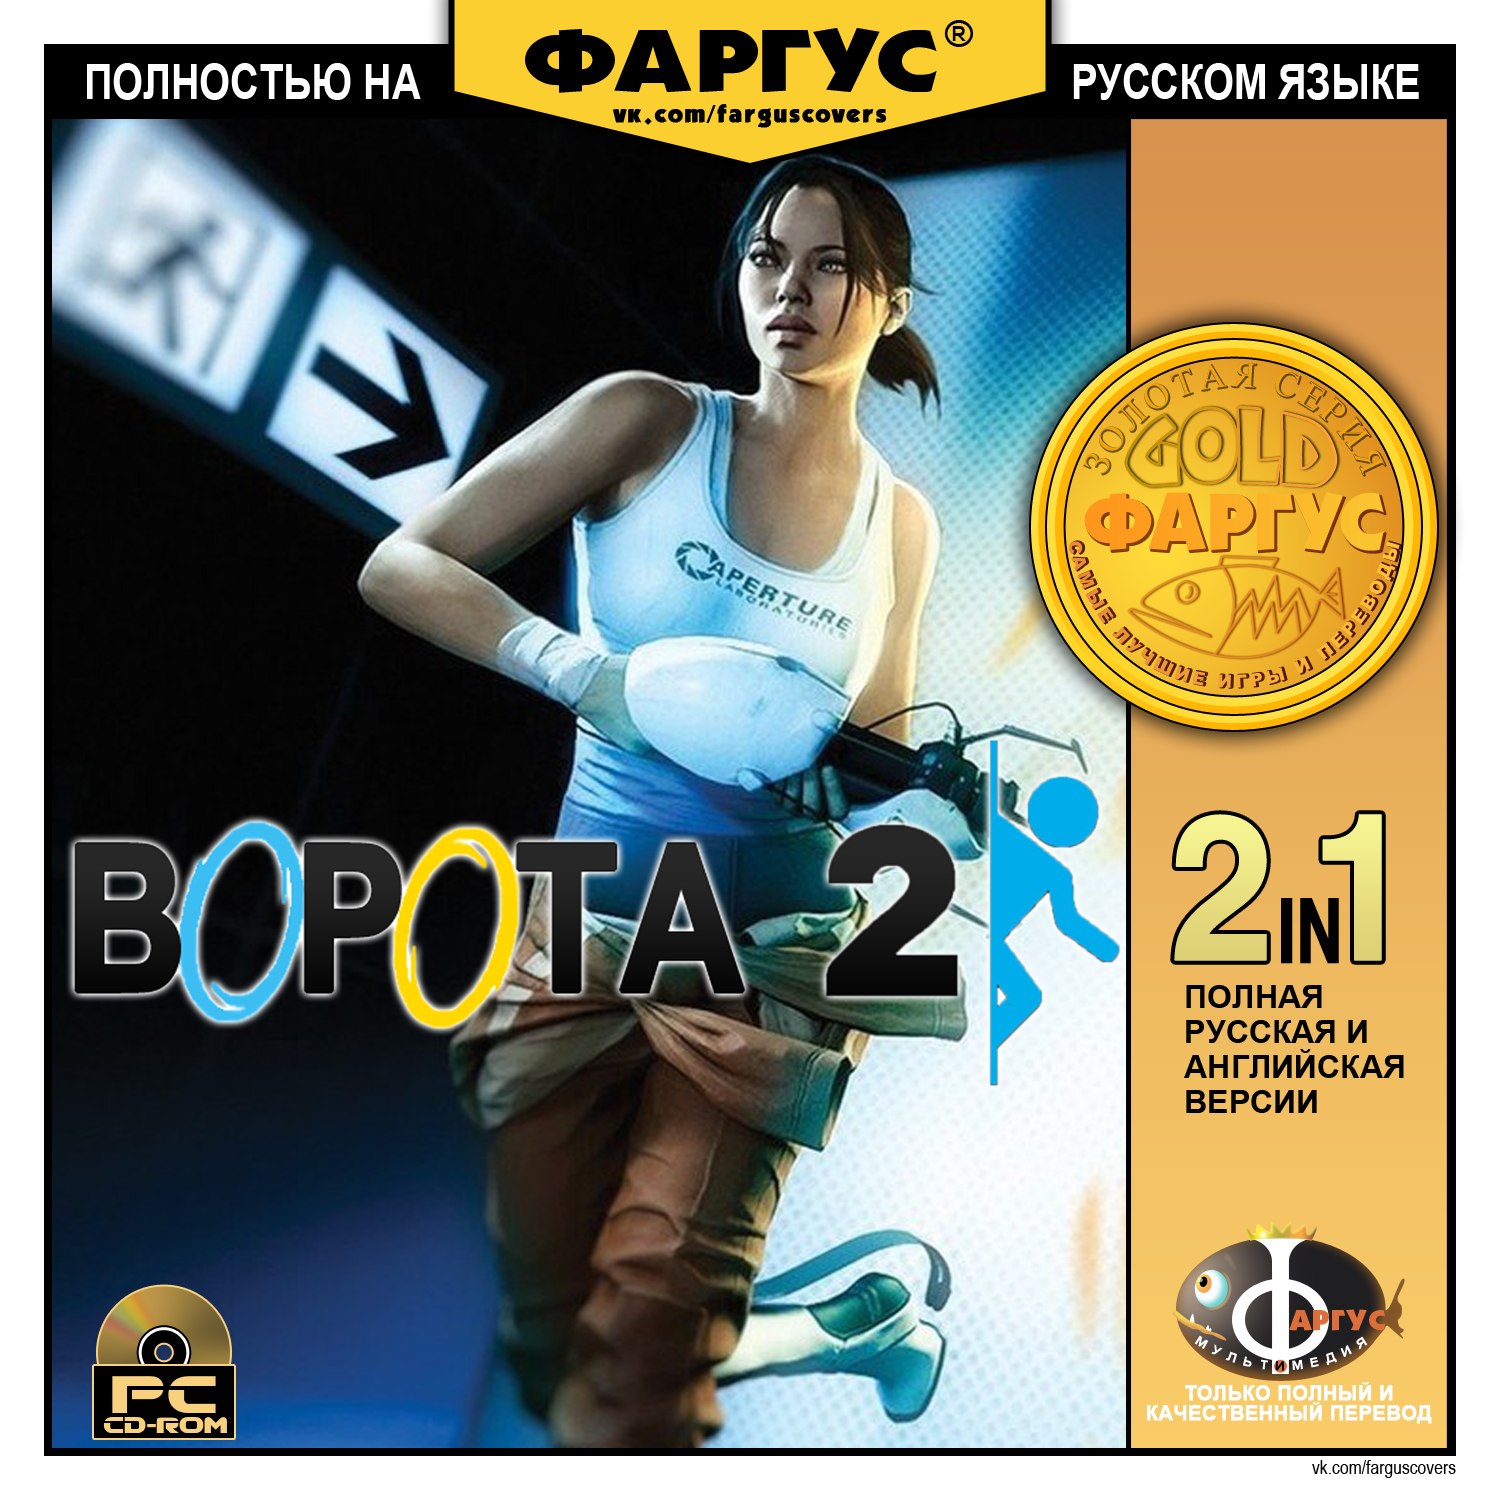 ФАРГУС®
vk.com/farguscovers
ПОЛНОСТЬЮ НА РУССКОМ ЯЗЫКЕ
ЗОЛОТАЯ СЕРИЯ
GOLD
ФАРГУС
САМЫЕ ЛУЧШИЕ ИГРЫ И ПЕРЕВОДЫ
APERTURE
LABORATORIES
ВОРОТА 2
2IN1
ПОЛНАЯ
РУССКАЯ И
АНГЛИЙСКАЯ
ВЕРСИИ
ФАРГУС
МУЛЬТИМЕДИЯ
ТОЛЬКО ПОЛНЫЙ И
КАЧЕСТВЕННЫЙ ПЕРЕВОД
PC
CD-ROM
vk.com/farguscovers